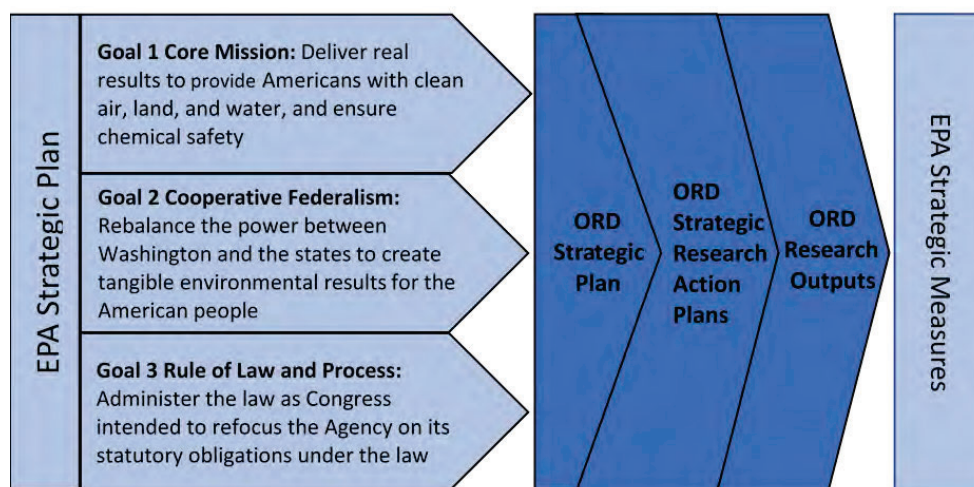 EPA Strategic Plan
Goal 1 Core Mission: Deliver real
results to provide Americans with clean
air, land, and water, and ensure
chemical safety
Goal 2 Cooperative Federalism:
Rebalance the power between
Washington and the states to create
tangible environmental results for the
American people
Goal 3 Rule of Law and Process:
Administer the law as Congress
intended to refocus the Agency on its
statutory obligations under the law
ORD
Strategic
Plan
ORD
Strategic
Research
Action
Plans
ORD
Research
Outputs
EPA Strategic Measures